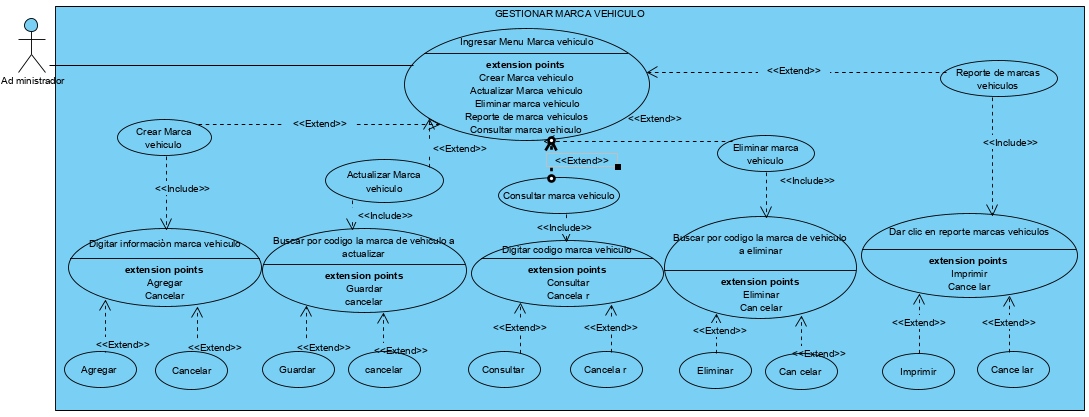 GESTIONAR MARCA VEHICULO
Ad ministrador
Ingresar Menu Marca vehiculo
extension points
Crear Marca vehiculo
Actualizar Marca vehiculo
Eliminar marca vehiculo
Reporte de marca vehiculos
Consultar marca vehiculo
<<Extend>>
Reporte de marcas
vehiculos
<<Extend>>
<<Extend>>
Crear Marca
vehiculo
<<Extend>>
<<Extend>>
Eliminar marca
vehiculo
<<Include>>
Actualizar Marca
vehiculo
Consultar marca vehiculo
<<Include>>
<<Include>>
<<Include>>
<<Include>>
Digitar informaciòn marca vehiculo
extension points
Agregar
Cancelar
Buscar por codigo la marca de vehiculo a
actualizar
extension points
Guardar
cancelar
Digitar codigo marca vehiculo
extension points
Consultar
Cancela r
Buscar por codigo la marca de vehiculo
a eliminar
extension points
Eliminar
Can celar
Dar clic en reporte marcas vehiculos
extension points
Imprimir
Cance lar
<<Extend>>
<<Extend>>
<<Extend>>
<<Extend>>
<<Extend>>
<<Extend>>
<<Extend>>
<<Extend>>
<<Extend>>
<<Extend>>
Agregar
Cancelar
Guardar
cancelar
Consultar
Cancela r
Eliminar
Can celar
Imprimir
Cance lar